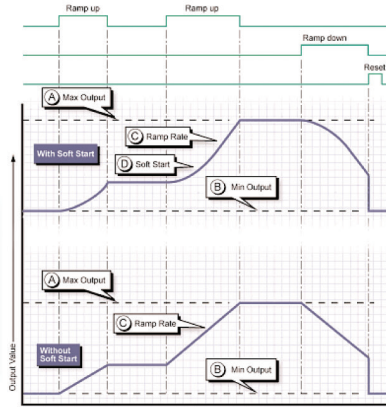 Ramp up
Ramp up
Ramp down
Reset
A Max Output
C Ramp Rate
With Soft Start
D Soft Start
B Min Output
A Max Output
C Ramp Rate
Without
Soft Start
B Min Output
Output Value